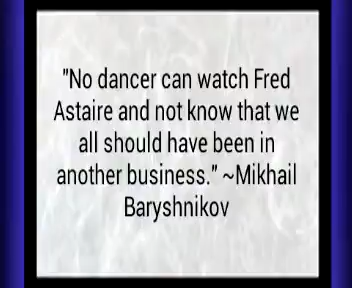 "No dancer can watch Fred
Astaire and not know that we
all should have been in
another business." ~Mikhail
Baryshnikov